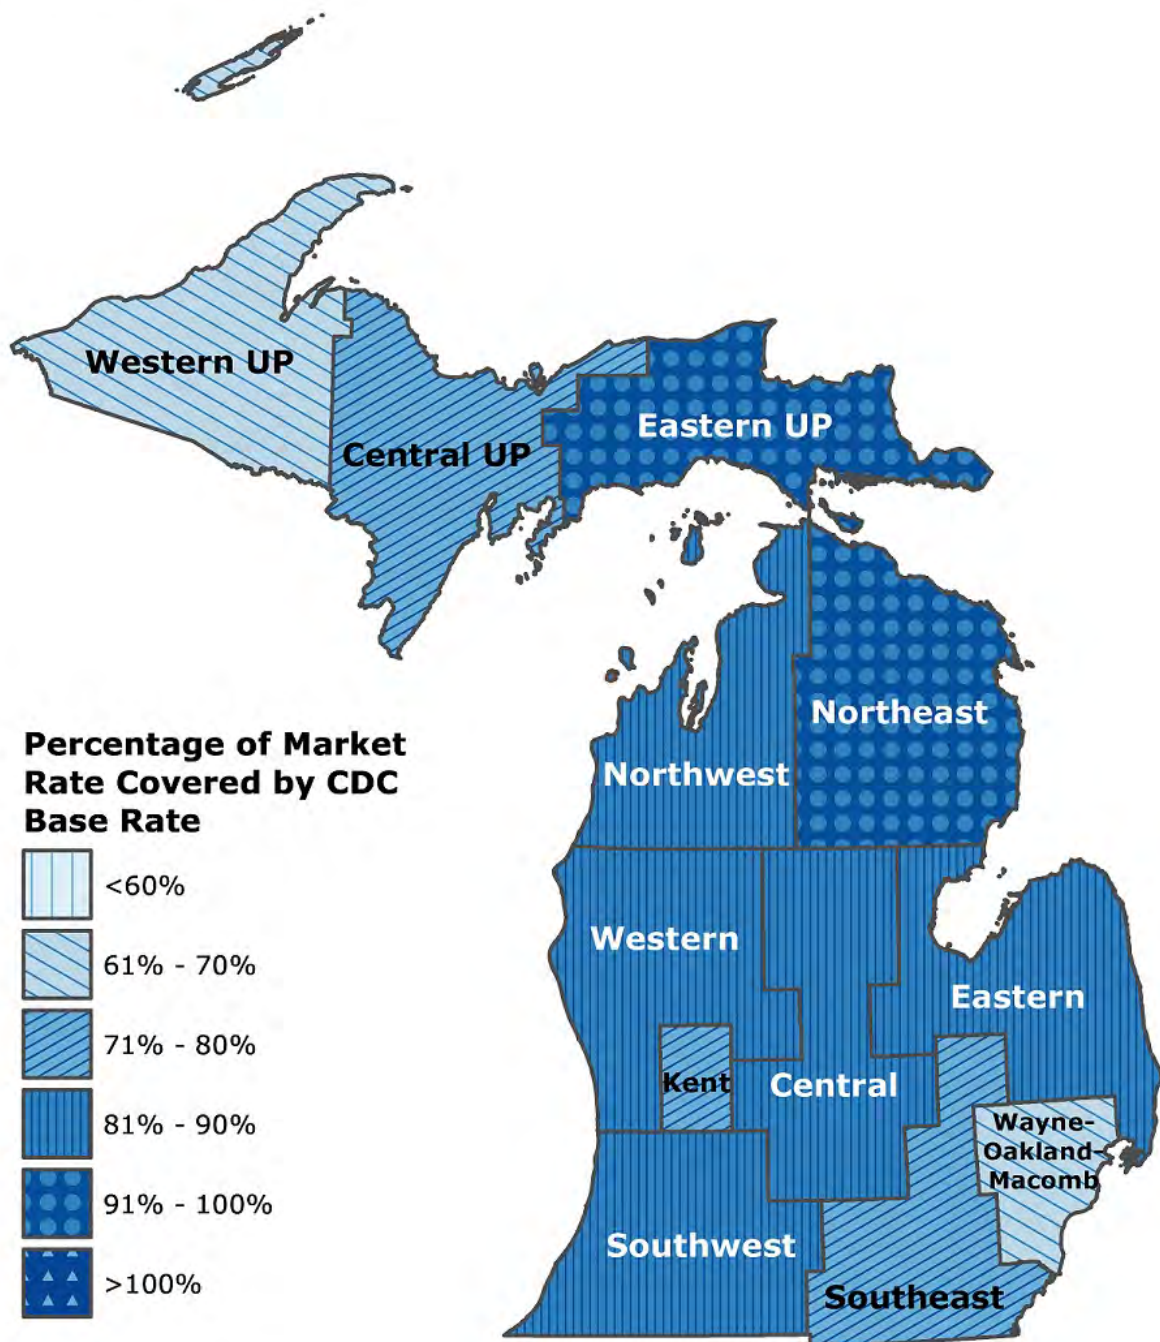 Western UP
Eastern UP
Central UP
Northeast
Percentage of Market
Rate Covered by CDC
Base Rate
<60%
61% - 70%
71% - 80%
81% - 90%
91% - 100%
>100%
Northwest
Western
Eastern
Kent
Central
Wayne-
Oakland-
Macomb
Southwest
Southeast